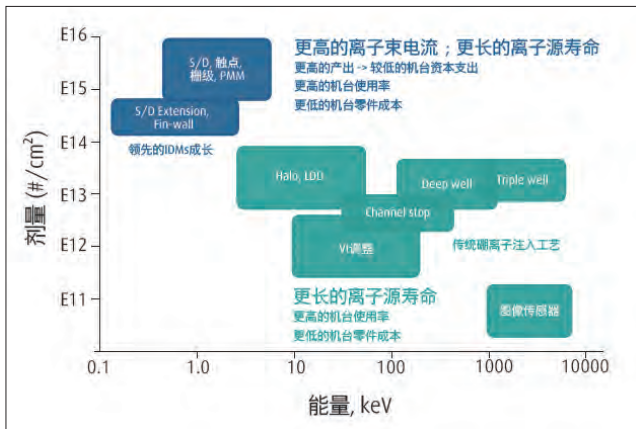 E16
E15
E14
E13
E12
E11
剂量 (#/cm²)
S/D, 触点,
栅级, PMM
S/D Extension,
Fin-wall
领先的IDMs成长
更高的离子束电流；更长的离子源寿命
更高的产出 -> 较低的机台资本支出
更高的机台使用率
更低的机台零件成本
Halo, LDD
Deep well
Triple well
Channel stop
Vt调整
传统硼离子注入工艺
更长的离子源寿命
更高的机台使用率
更低的机台零件成本
图像传感器
0.1
1.0
10
100
1000
10000
能量, keV